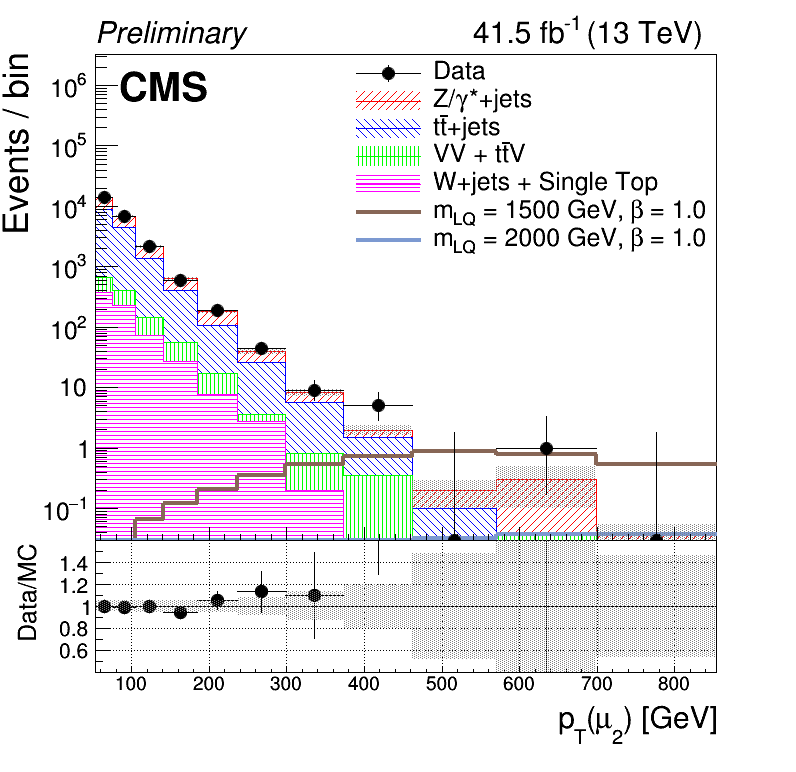 Preliminary 41.5 fb⁻¹ (13 TeV)
CMS
Data
Z/γ*+jets
tt̄+jets
VV + tt̄V
W+jets + Single Top
m_LQ = 1500 GeV, β = 1.0
m_LQ = 2000 GeV, β = 1.0
Events / bin
10⁶
10⁵
10⁴
10³
10²
10
1
10⁻¹
Data/MC
1.4
1.2
1
0.8
0.6
100 200 300 400 500 600 700 800
p_T(μ₂) [GeV]